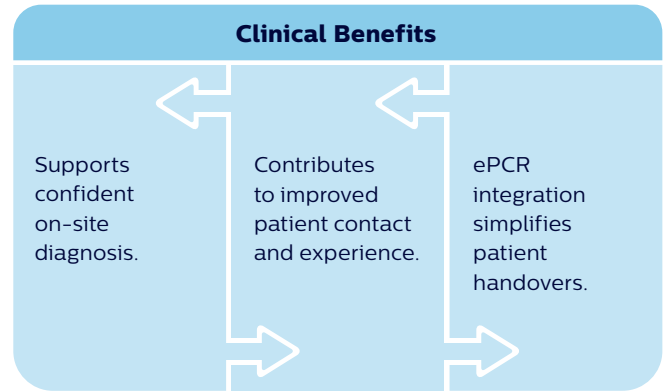 Clinical Benefits
Supports
confident
on-site
diagnosis.
Contributes
to improved
patient contact
and experience.
ePCR
integration
simplifies
patient
handovers.